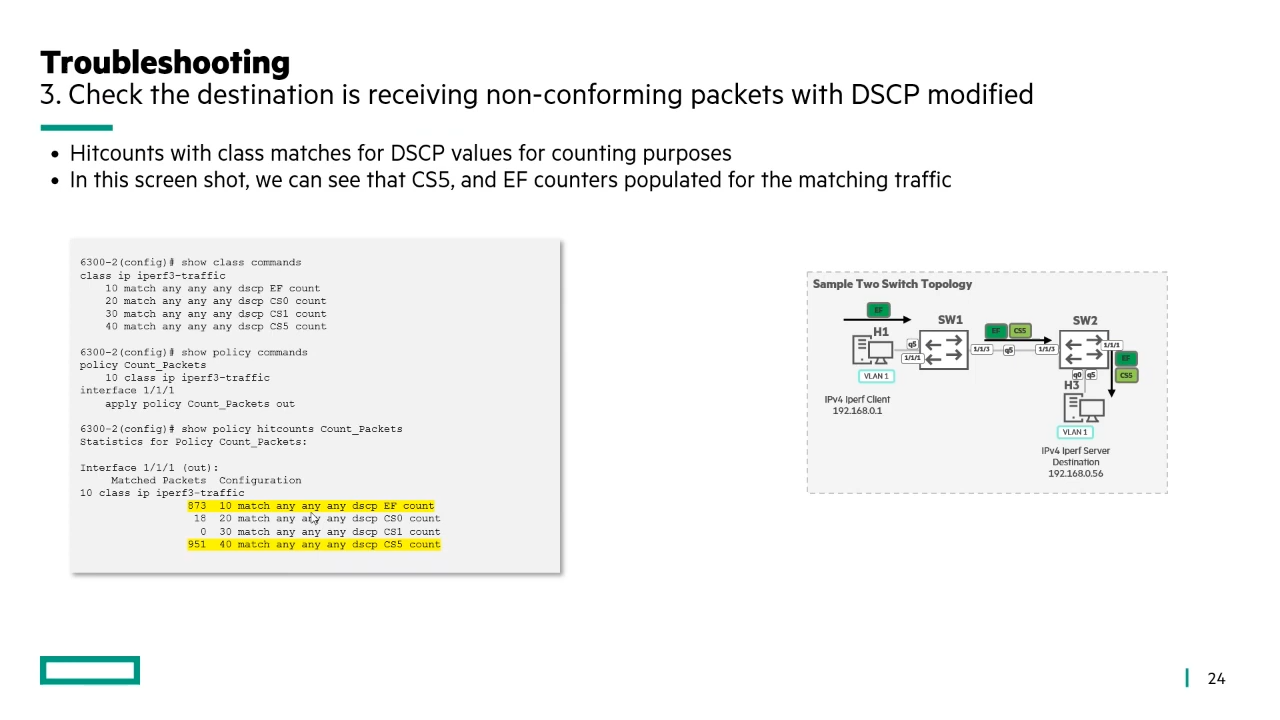 Troubleshooting
3. Check the destination is receiving non-conforming packets with DSCP modified
• Hitcounts with class matches for DSCP values for counting purposes
• In this screen shot, we can see that CS5, and EF counters populated for the matching traffic
6300-2(config)# show class commands
class ip iperf3-traffic
10 match any any any dscp EF count
20 match any any any dscp CS0 count
30 match any any any dscp CS1 count
40 match any any any dscp CS5 count
6300-2(config)# show policy commands
policy Count_Packets
10 class ip iperf3-traffic
interface 1/1/1
apply policy Count_Packets out
6300-2(config)# show policy hitcounts Count_Packets
Statistics for Policy Count_Packets:
Interface 1/1/1 (out):
Matched Packets Configuration
10 class ip iperf3-traffic
873 10 match any any any dscp EF count
18 20 match any any any dscp CS0 count
0 30 match any any any dscp CS1 count
951 40 match any any any dscp CS5 count
Sample Two Switch Topology
EF
H1
SW1
EF CS5
SW2
q5
1/1/1
1/1/3
q5
1/1/3
1/1/1
EF
CS5
q0 q5
VLAN 1
H3
IPv4 Iperf Client
192.168.0.1
VLAN 1
IPv4 Iperf Server
Destination
192.168.0.56
24